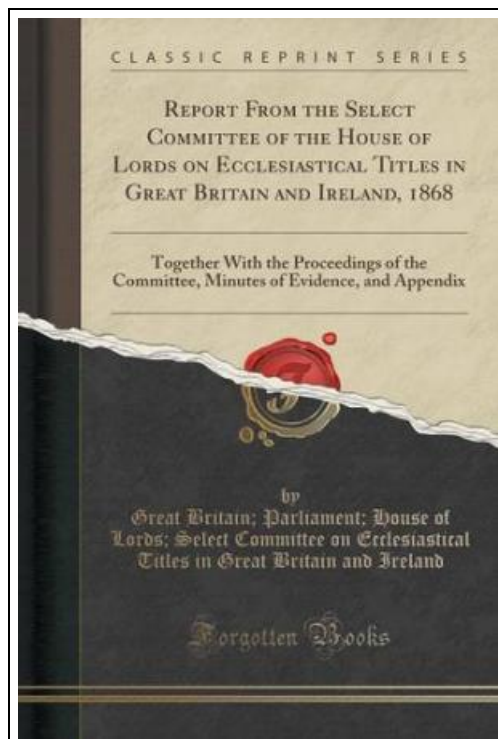 CLASSIC REPRINT SERIES
REPORT FROM THE SELECT
COMMITTEE OF THE HOUSE OF
LORDS ON ECCLESIASTICAL TITLES IN
GREAT BRITAIN AND IRELAND, 1868
Together With the Proceedings of the
Committee, Minutes of Evidence, and Appendix
by
Great Britain; Parliament; House of
Lords; Select Committee on Ecclesiastical
Titles in Great Britain and Ireland
Forgotten Books